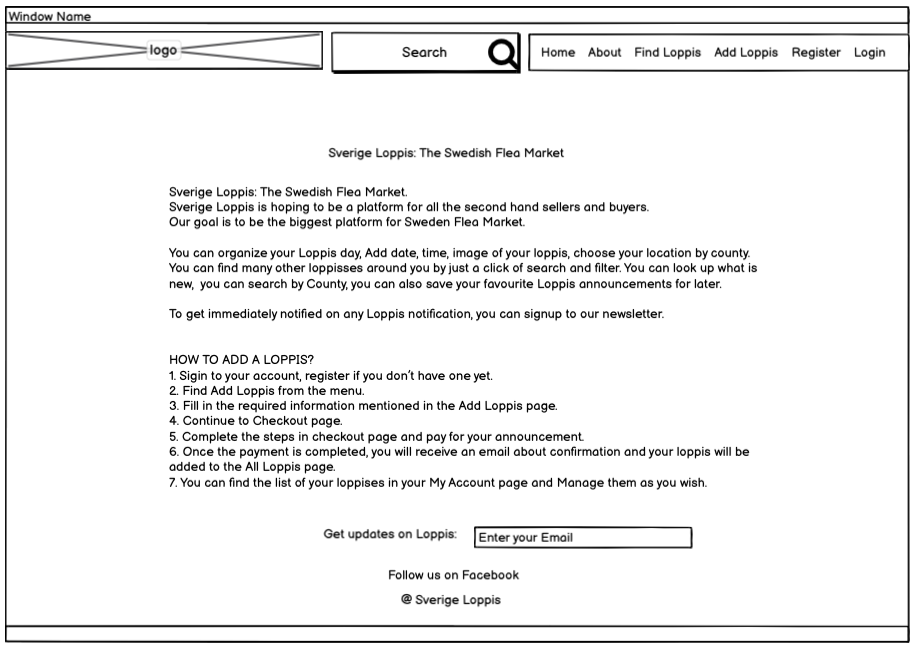 Window Name
logo
Search
Home About Find Loppis Add Loppis Register Login
Sverige Loppis: The Swedish Flea Market
Sverige Loppis: The Swedish Flea Market.
Sverige Loppis is hoping to be a platform for all the second hand sellers and buyers.
Our goal is to be the biggest platform for Sweden Flea Market.
You can organize your Loppis day, Add date, time, image of your loppis, choose your location by county.
You can find many other loppisses around you by just a click of search and filter. You can look up what is
new, you can search by County, you can also save your favourite Loppis announcements for later.
To get immediately notified on any Loppis notification, you can signup to our newsletter.
HOW TO ADD A LOPPIS?
1. Sigin to your account, register if you don't have one yet.
2. Find Add Loppis from the menu.
3. Fill in the required information mentioned in the Add Loppis page.
4. Continue to Checkout page.
5. Complete the steps in checkout page and pay for your announcement.
6. Once the payment is completed, you will receive an email about confirmation and your loppis will be
added to the All Loppis page.
7. You can find the list of your loppises in your My Account page and Manage them as you wish.
Get updates on Loppis:
Enter your Email
Follow us on Facebook
@ Sverige Loppis